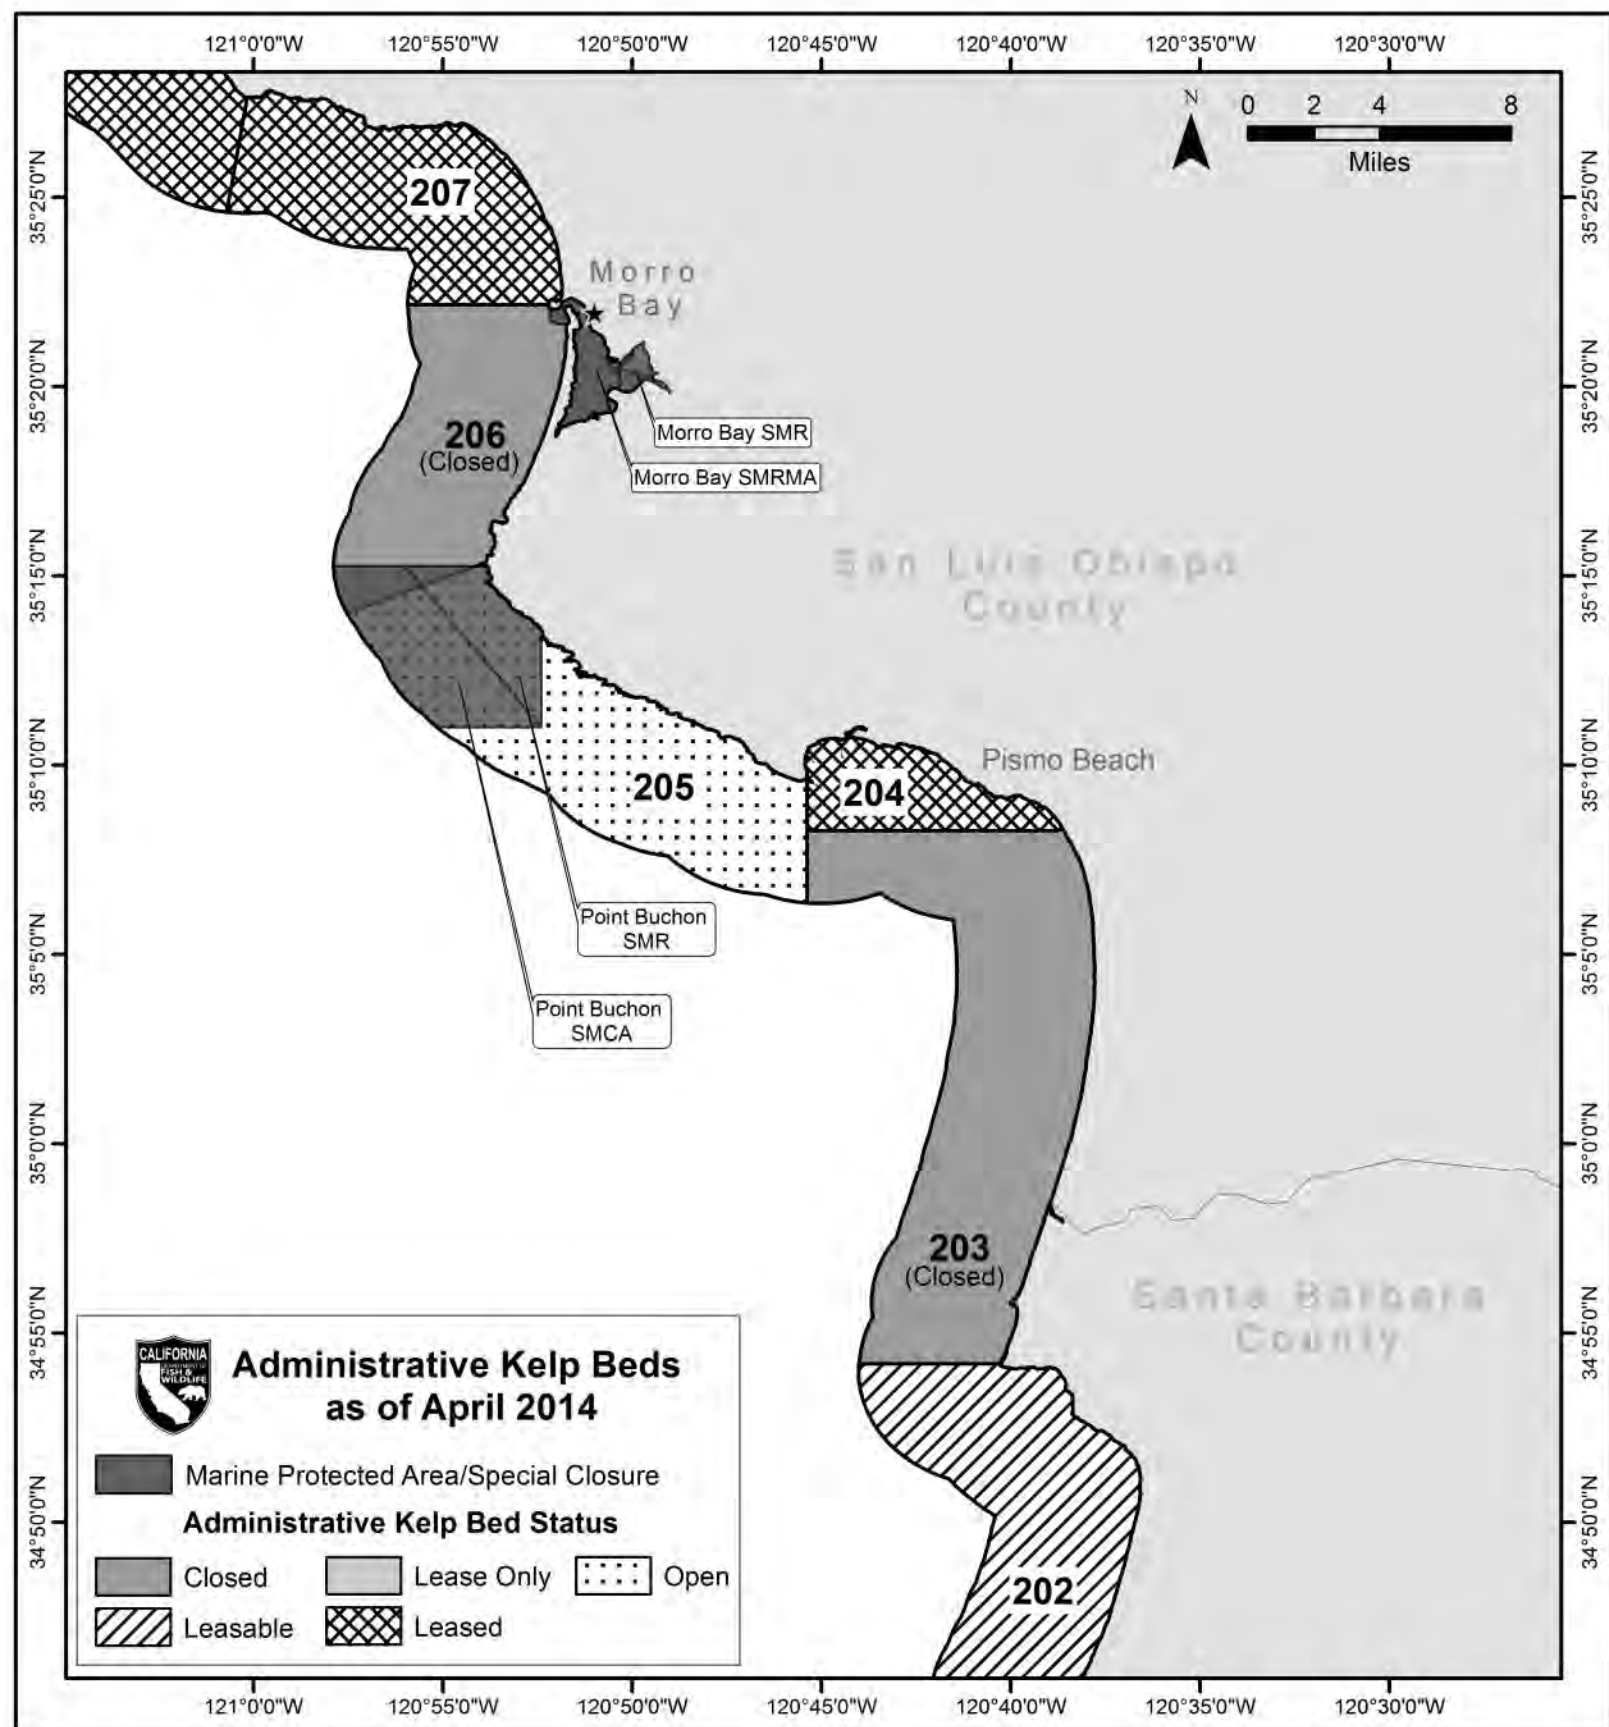 121°0'0"W 120°55'0"W 120°50'0"W 120°45'0"W 120°40'0"W 120°35'0"W 120°30'0"W
N
0 2 4 8
Miles
35°25'0"N 35°25'0"N
207
Morro
Bay
35°20'0"N 35°20'0"N
206
(Closed)
Morro Bay SMR
Morro Bay SMRMA
San Luis Obispo
County
35°15'0"N 35°15'0"N
35°10'0"N 35°10'0"N
Pismo Beach
205
204
Point Buchon
SMR
35°5'0"N 35°5'0"N
Point Buchon
SMCA
35°0'0"N 35°0'0"N
203
(Closed)
Santa Barbara
County
34°55'0"N 34°55'0"N
CALIFORNIA
DEPARTMENT OF
FISH &
WILDLIFE
Administrative Kelp Beds
as of April 2014
Marine Protected Area/Special Closure
Administrative Kelp Bed Status
34°50'0"N 34°50'0"N
Closed Lease Only Open
Leasable Leased
202
121°0'0"W 120°55'0"W 120°50'0"W 120°45'0"W 120°40'0"W 120°35'0"W 120°30'0"W